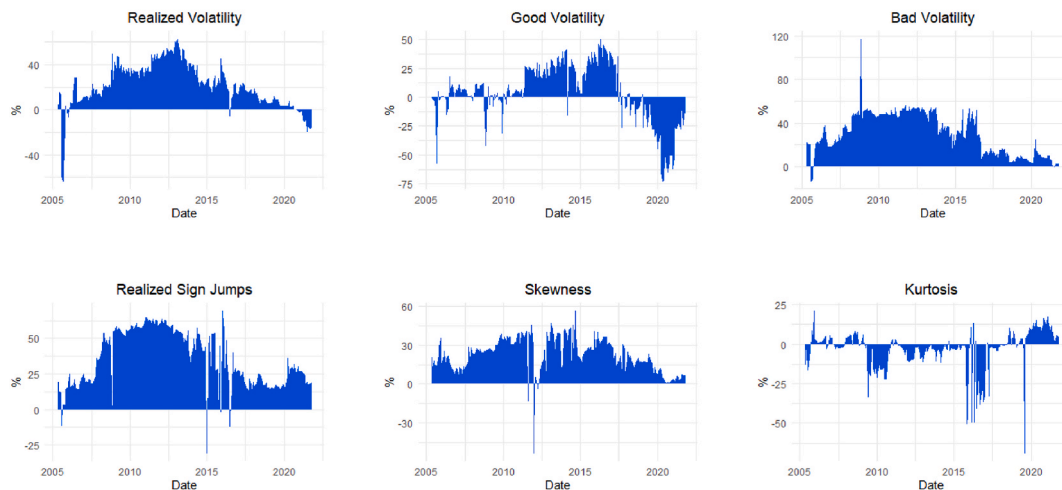 Realized Volatility
40
0
-40
%
2005 2010 2015 2020
Date
Good Volatility
50
25
0
-25
-50
-75
%
2005 2010 2015 2020
Date
Bad Volatility
120
80
40
0
%
2005 2010 2015 2020
Date
Realized Sign Jumps
50
25
0
-25
%
2005 2010 2015 2020
Date
Skewness
60
30
0
-30
%
2005 2010 2015 2020
Date
Kurtosis
25
0
-25
-50
%
2005 2010 2015 2020
Date